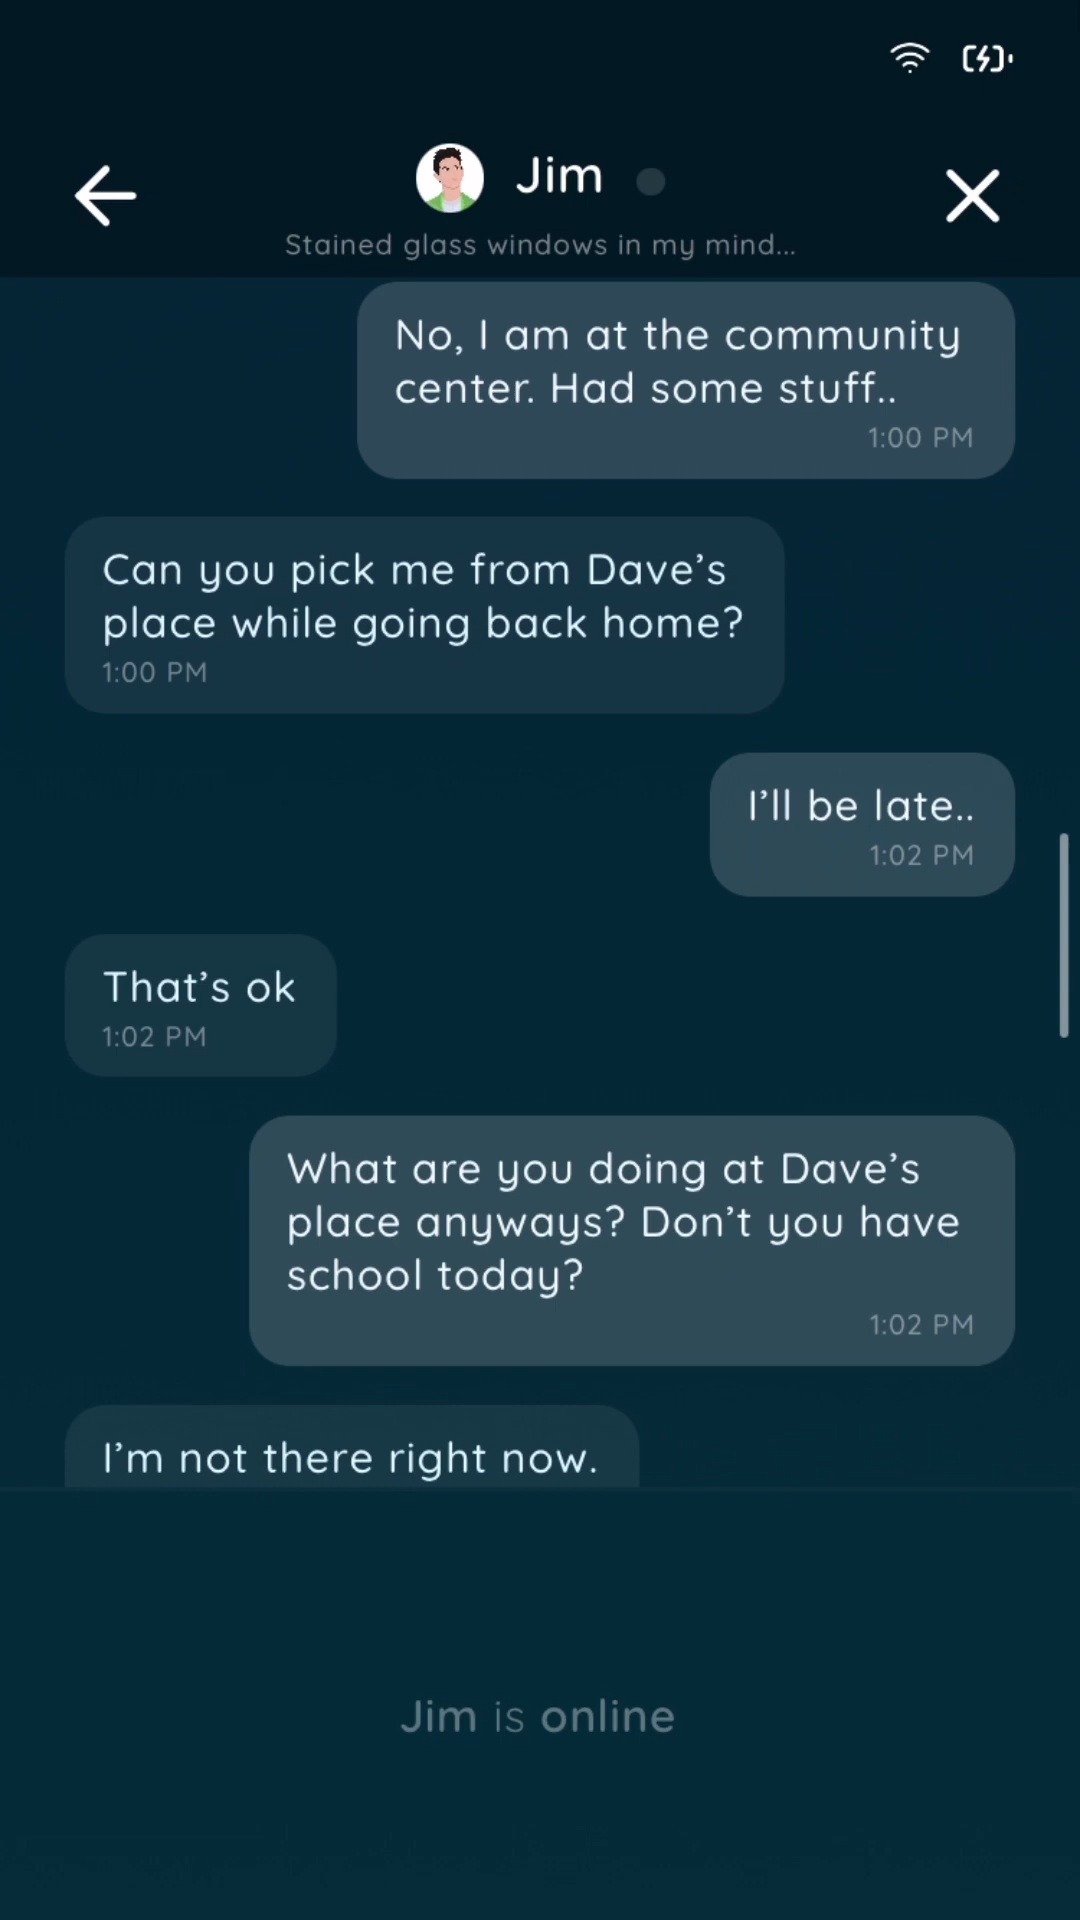 Jim
Stained glass windows in my mind...
No, I am at the community
center. Had some stuff..
1:00 PM
Can you pick me from Dave's
place while going back home?
1:00 PM
I'll be late..
1:02 PM
That's ok
1:02 PM
What are you doing at Dave's
place anyways? Don't you have
school today?
1:02 PM
I'm not there right now.
Jim is online